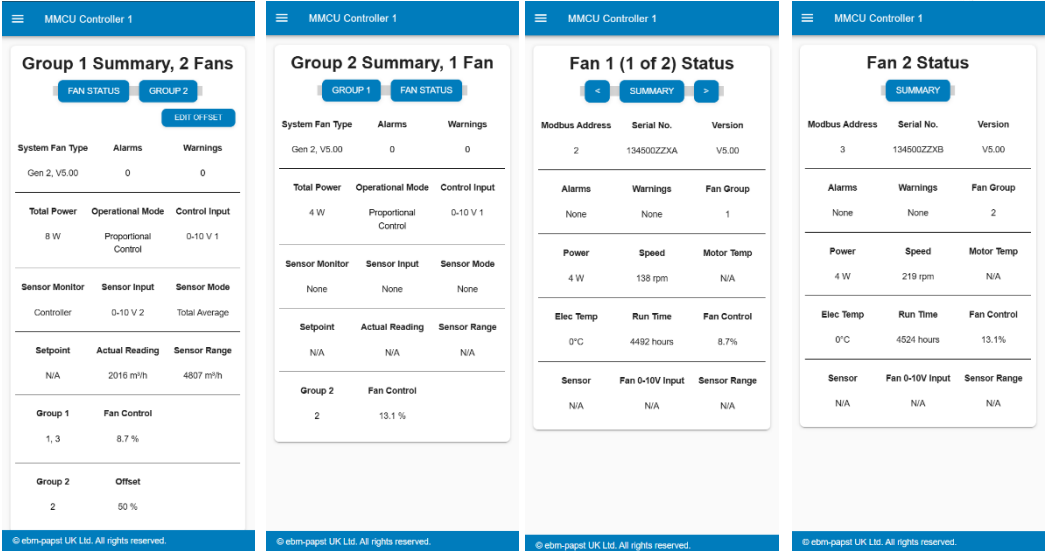 MMCU Controller 1
Group 1 Summary, 2 Fans
FAN STATUS GROUP 2
EDIT OFFSET
System Fan Type Alarms Warnings
Gen 2, V5.00 0 0
Total Power Operational Mode Control Input
8 W Proportional Control 0-10 V 1
Sensor Monitor Sensor Input Sensor Mode
Controller 0-10 V 2 Total Average
Setpoint Actual Reading Sensor Range
N/A 2016 m³/h 4807 m³/h
Group 1 Fan Control
1, 3 8.7 %
Group 2 Offset
2 50 %
© ebm-papst UK Ltd. All rights reserved.
MMCU Controller 1
Group 2 Summary, 1 Fan
GROUP 1 FAN STATUS
System Fan Type Alarms Warnings
Gen 2, V5.00 0 0
Total Power Operational Mode Control Input
4 W Proportional Control 0-10 V 1
Sensor Monitor Sensor Input Sensor Mode
None None None
Setpoint Actual Reading Sensor Range
N/A N/A N/A
Group 2 Fan Control
2 13.1 %
© ebm-papst UK Ltd. All rights reserved.
MMCU Controller 1
Fan 1 (1 of 2) Status
< SUMMARY >
Modbus Address Serial No. Version
2 134500ZZXA V5.00
Alarms Warnings Fan Group
None None 1
Power Speed Motor Temp
4 W 138 rpm N/A
Elec Temp Run Time Fan Control
0°C 4492 hours 8.7%
Sensor Fan 0-10V Input Sensor Range
N/A N/A N/A
© ebm-papst UK Ltd. All rights reserved.
MMCU Controller 1
Fan 2 Status
SUMMARY
Modbus Address Serial No. Version
3 134500ZZXB V5.00
Alarms Warnings Fan Group
None None 2
Power Speed Motor Temp
4 W 219 rpm N/A
Elec Temp Run Time Fan Control
0°C 4524 hours 13.1%
Sensor Fan 0-10V Input Sensor Range
N/A N/A N/A
© ebm-papst UK Ltd. All rights reserved.